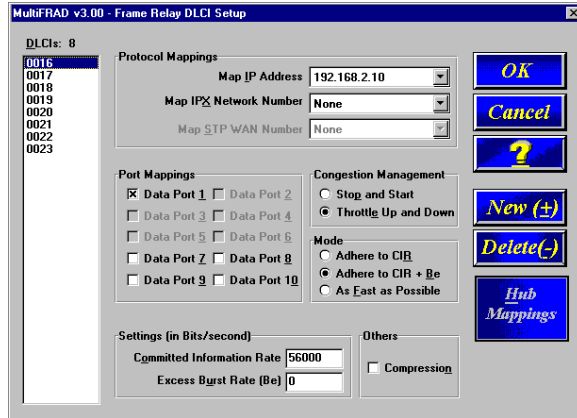 MultiFRAD v3.00 - Frame Relay DLCI Setup
DLCIs: 8
0016
0017
0018
0019
0020
0021
0022
0023
Protocol Mappings
Map IP Address 192.168.2.10
Map IPX Network Number None
Map STP WAN Number None
Port Mappings
Data Port 1 Data Port 2
Data Port 3 Data Port 4
Data Port 5 Data Port 6
Data Port 7 Data Port 8
Data Port 9 Data Port 10
Congestion Management
Stop and Start
Throttle Up and Down
Mode
Adhere to CIR
Adhere to CIR + Be
As Fast as Possible
Settings (in Bits/second)
Committed Information Rate 56000
Excess Burst Rate (Be) 0
Others
Compression
OK
Cancel
?
New (+)
Delete(-)
Hub
Mappings